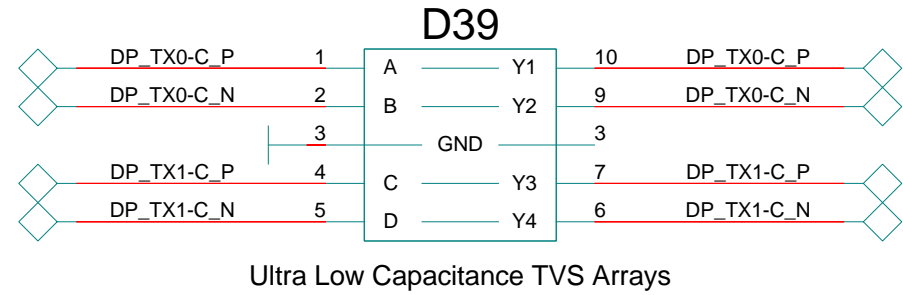 D39
DP_TX0-C_P 1 A Y1 10 DP_TX0-C_P
DP_TX0-C_N 2 B Y2 9 DP_TX0-C_N
3 GND 3
DP_TX1-C_P 4 C Y3 7 DP_TX1-C_P
DP_TX1-C_N 5 D Y4 6 DP_TX1-C_N
Ultra Low Capacitance TVS Arrays